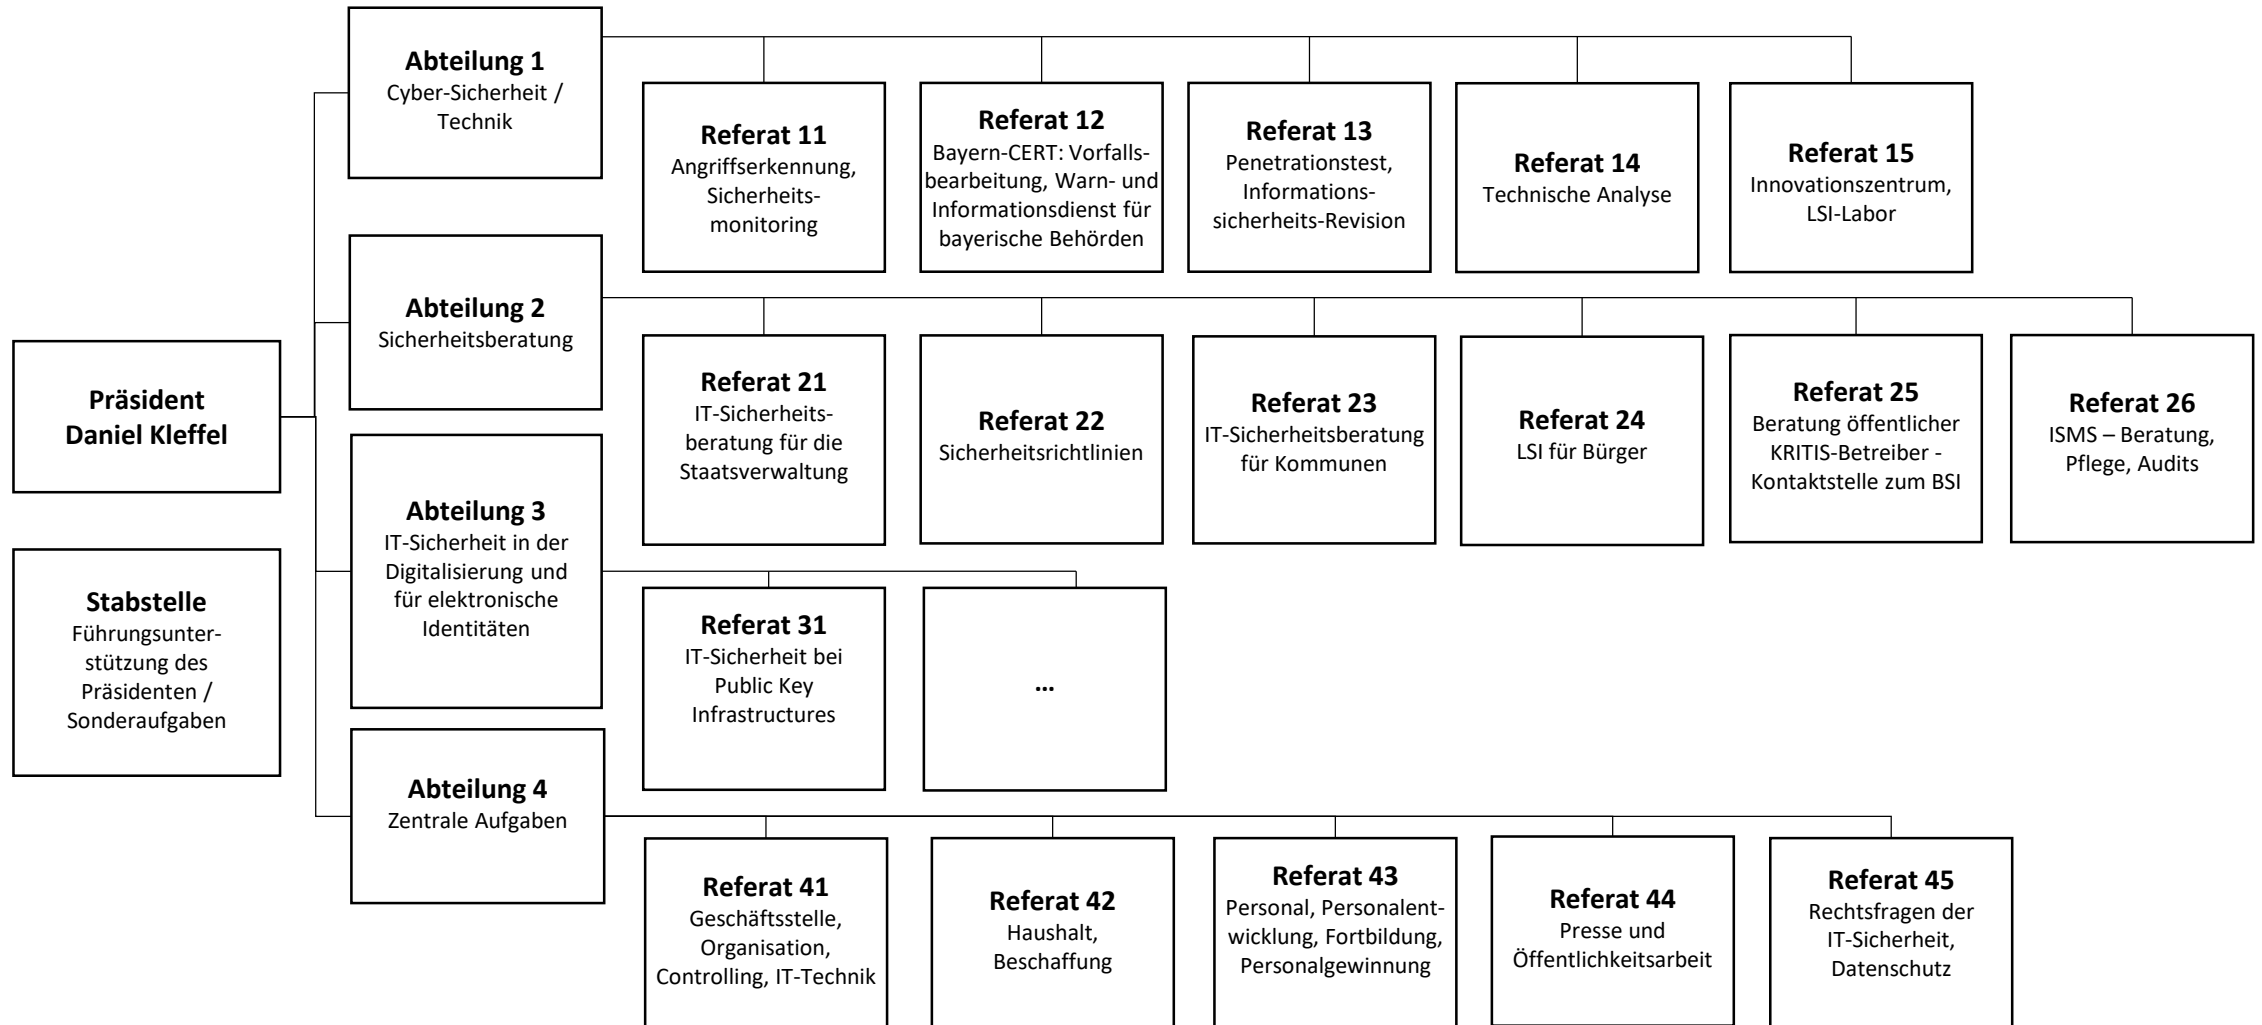 Abteilung 1
Cyber-Sicherheit /
Technik
Referat 11
Angriffserkennung,
Sicherheits-
monitoring
Referat 12
Bayern-CERT: Vorfalls-
bearbeitung, Warn- und
Informationsdienst für
bayerische Behörden
Referat 13
Penetrationstest,
Informations-
sicherheits-Revision
Referat 14
Technische Analyse
Referat 15
Innovationszentrum,
LSI-Labor
Abteilung 2
Sicherheitsberatung
Referat 21
IT-Sicherheits-
beratung für die
Staatsverwaltung
Referat 22
Sicherheitsrichtlinien
Referat 23
IT-Sicherheitsberatung
für Kommunen
Referat 24
LSI für Bürger
Referat 25
Beratung öffentlicher
KRITIS-Betreiber -
Kontaktstelle zum BSI
Referat 26
ISMS – Beratung,
Pflege, Audits
Präsident
Daniel Kleffel
Stabstelle
Führungsunter-
stützung des
Präsidenten /
Sonderaufgaben
Abteilung 3
IT-Sicherheit in der
Digitalisierung und
für elektronische
Identitäten
Referat 31
IT-Sicherheit bei
Public Key
Infrastructures
...
Abteilung 4
Zentrale Aufgaben
Referat 41
Geschäftsstelle,
Organisation,
Controlling, IT-Technik
Referat 42
Haushalt,
Beschaffung
Referat 43
Personal, Personalent-
wicklung, Fortbildung,
Personalgewinnung
Referat 44
Presse und
Öffentlichkeitsarbeit
Referat 45
Rechtsfragen der
IT-Sicherheit,
Datenschutz